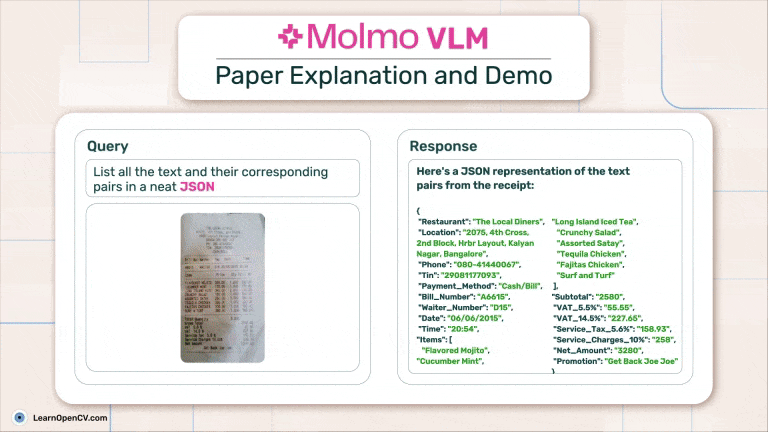 Molmo VLM
Paper Explanation and Demo
Query
List all the text and their corresponding
pairs in a neat JSON
Response
Here's a JSON representation of the text
pairs from the receipt:
{
"Restaurant": "The Local Diners",
"Location": "2075, 4th Cross,
2nd Block, Hrbr Layout, Kalyan
Nagar, Bangalore",
"Phone": "080-41440067",
"Tin": "29081177093",
"Payment_Method": "Cash/Bill",
"Bill_Number": "A6615",
"Waiter_Number": "D15",
"Date": "06/06/2015",
"Time": "20:54",
"Items": [
"Flavored Mojito",
"Cucumber Mint",
"Long Island Iced Tea",
"Crunchy Salad",
"Assorted Satay",
"Tequila Chicken",
"Fajitas Chicken",
"Surf and Turf"
],
"Subtotal": "2580",
"VAT_5.5%": "55.55",
"VAT_14.5%": "227.65",
"Service_Tax_5.6%": "158.93",
"Service_Charges_10%": "258",
"Net_Amount": "3280",
"Promotion": "Get Back Joe Joe"
}
LearnOpenCV.com